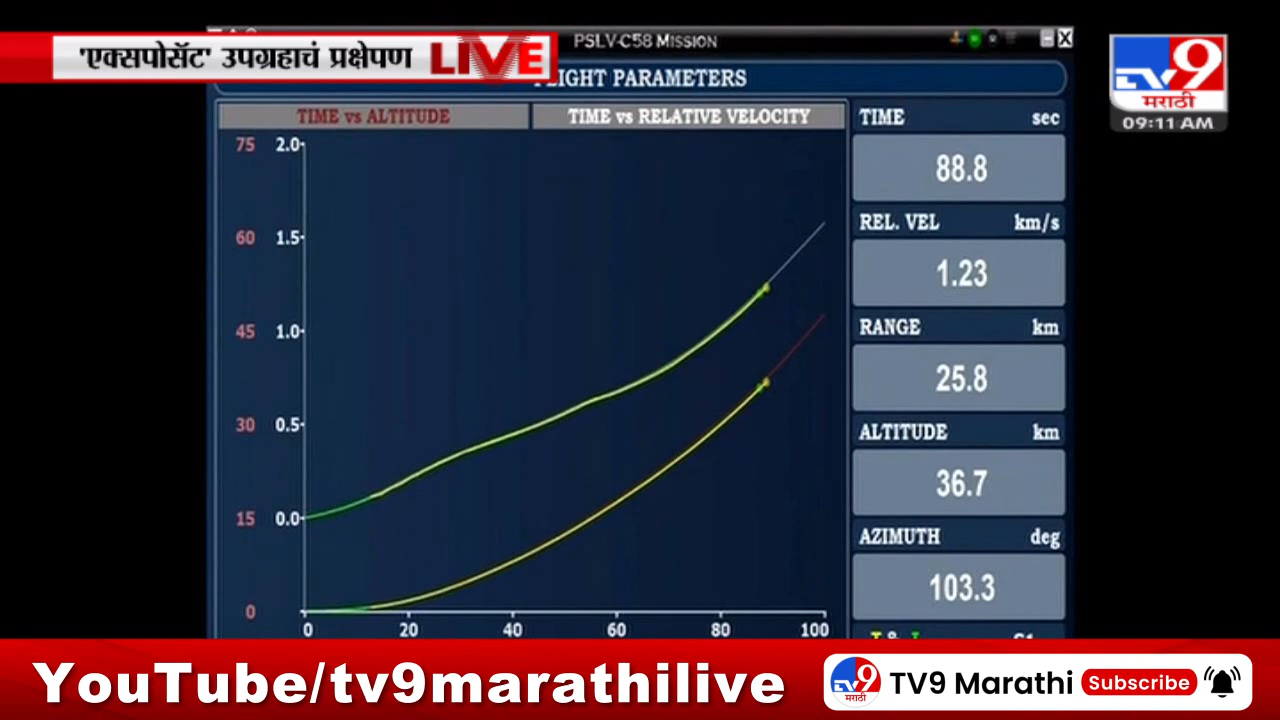 PSLV-C58 MISSION
'एक्सपोसॅट' उपग्रहाचं प्रक्षेपण LIVE
FLIGHT PARAMETERS
TV9
मराठी
09:11 AM
TIME vs ALTITUDE TIME vs RELATIVE VELOCITY
TIME sec
88.8
REL. VEL km/s
1.23
RANGE km
25.8
ALTITUDE km
36.7
AZIMUTH deg
103.3
75 2.0
60 1.5
45 1.0
30 0.5
15 0.0
0
0 20 40 60 80 100
YouTube/tv9marathilive
TV9 मराठी TV9 Marathi Subscribe